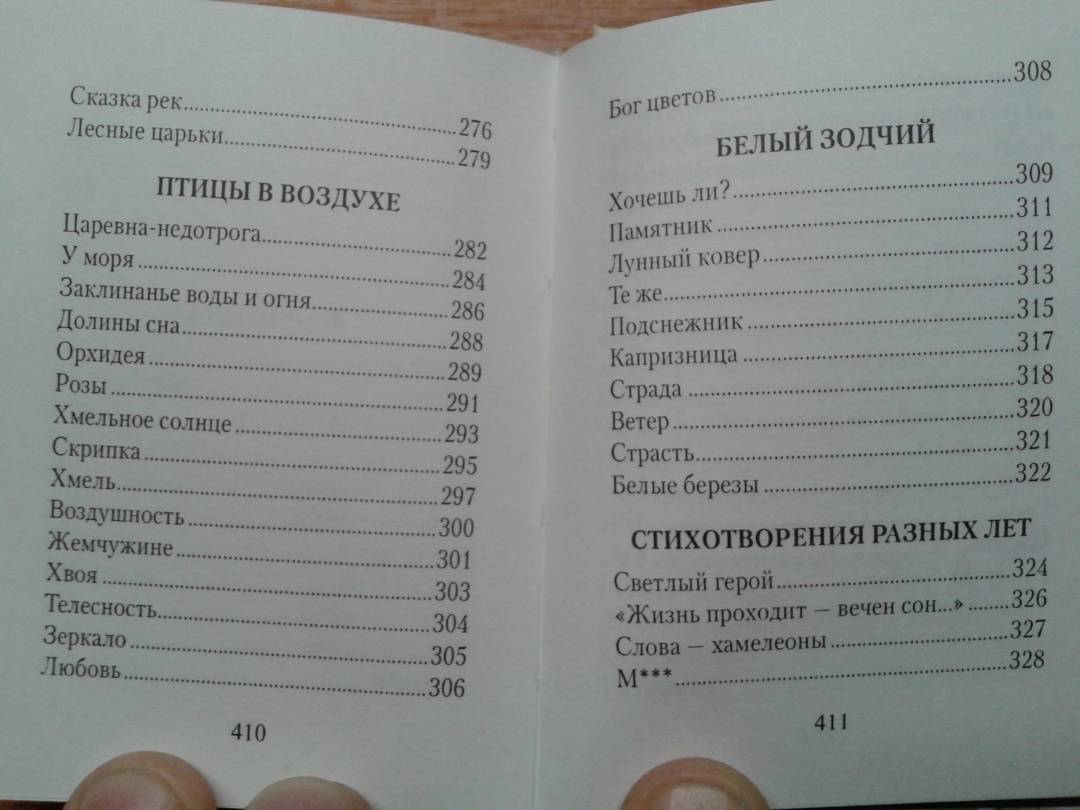 Сказка рек........276
Лесные царьки........279
ПТИЦЫ В ВОЗДУХЕ
Царевна-недотрога........282
У моря........284
Заклинанье воды и огня........286
Долины сна........288
Орхидея........289
Розы........291
Хмельное солнце........293
Скрипка........295
Хмель........297
Воздушность........300
Жемчужине........301
Хвоя........303
Телесность........304
Зеркало........305
Любовь........306
410
Бог цветов........308
БЕЛЫЙ ЗОДЧИЙ
Хочешь ли?........309
Памятник........311
Лунный ковер........312
Те же........313
Подснежник........315
Капризница........317
Страда........318
Ветер........320
Страсть........321
Белые березы........322
СТИХОТВОРЕНИЯ РАЗНЫХ ЛЕТ
Светлый герой........324
«Жизнь проходит — вечен сон...»........326
Слова — хамелеоны........327
М***........328
411